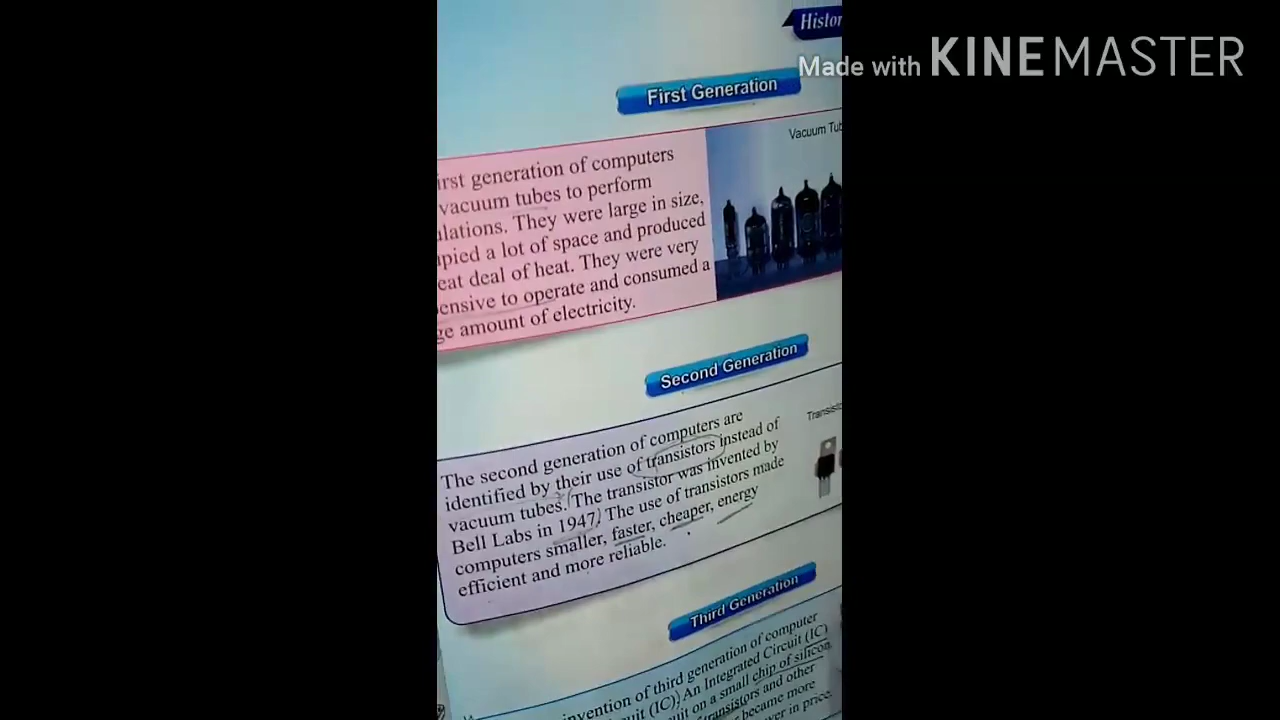 Histor
Made with KINEMASTER
First Generation
Vacuum Tub
irst generation of computers
vacuum tubes to perform
ulations. They were large in size,
upied a lot of space and produced
eat deal of heat. They were very
ensive to operate and consumed a
ge amount of electricity.
Second Generation
Transisto
The second generation of computers are
identified by their use of transistors instead of
vacuum tubes. (The transistor was invented by
Bell Labs in 1947) The use of transistors made
computers smaller, faster, cheaper, energy
efficient and more reliable.
Third Generation
nvention of third generation of computer
cuit (IC)) An Integrated Circuit (IC)
uit on a small chip of silicon
transistors and other
became more
wer in price.